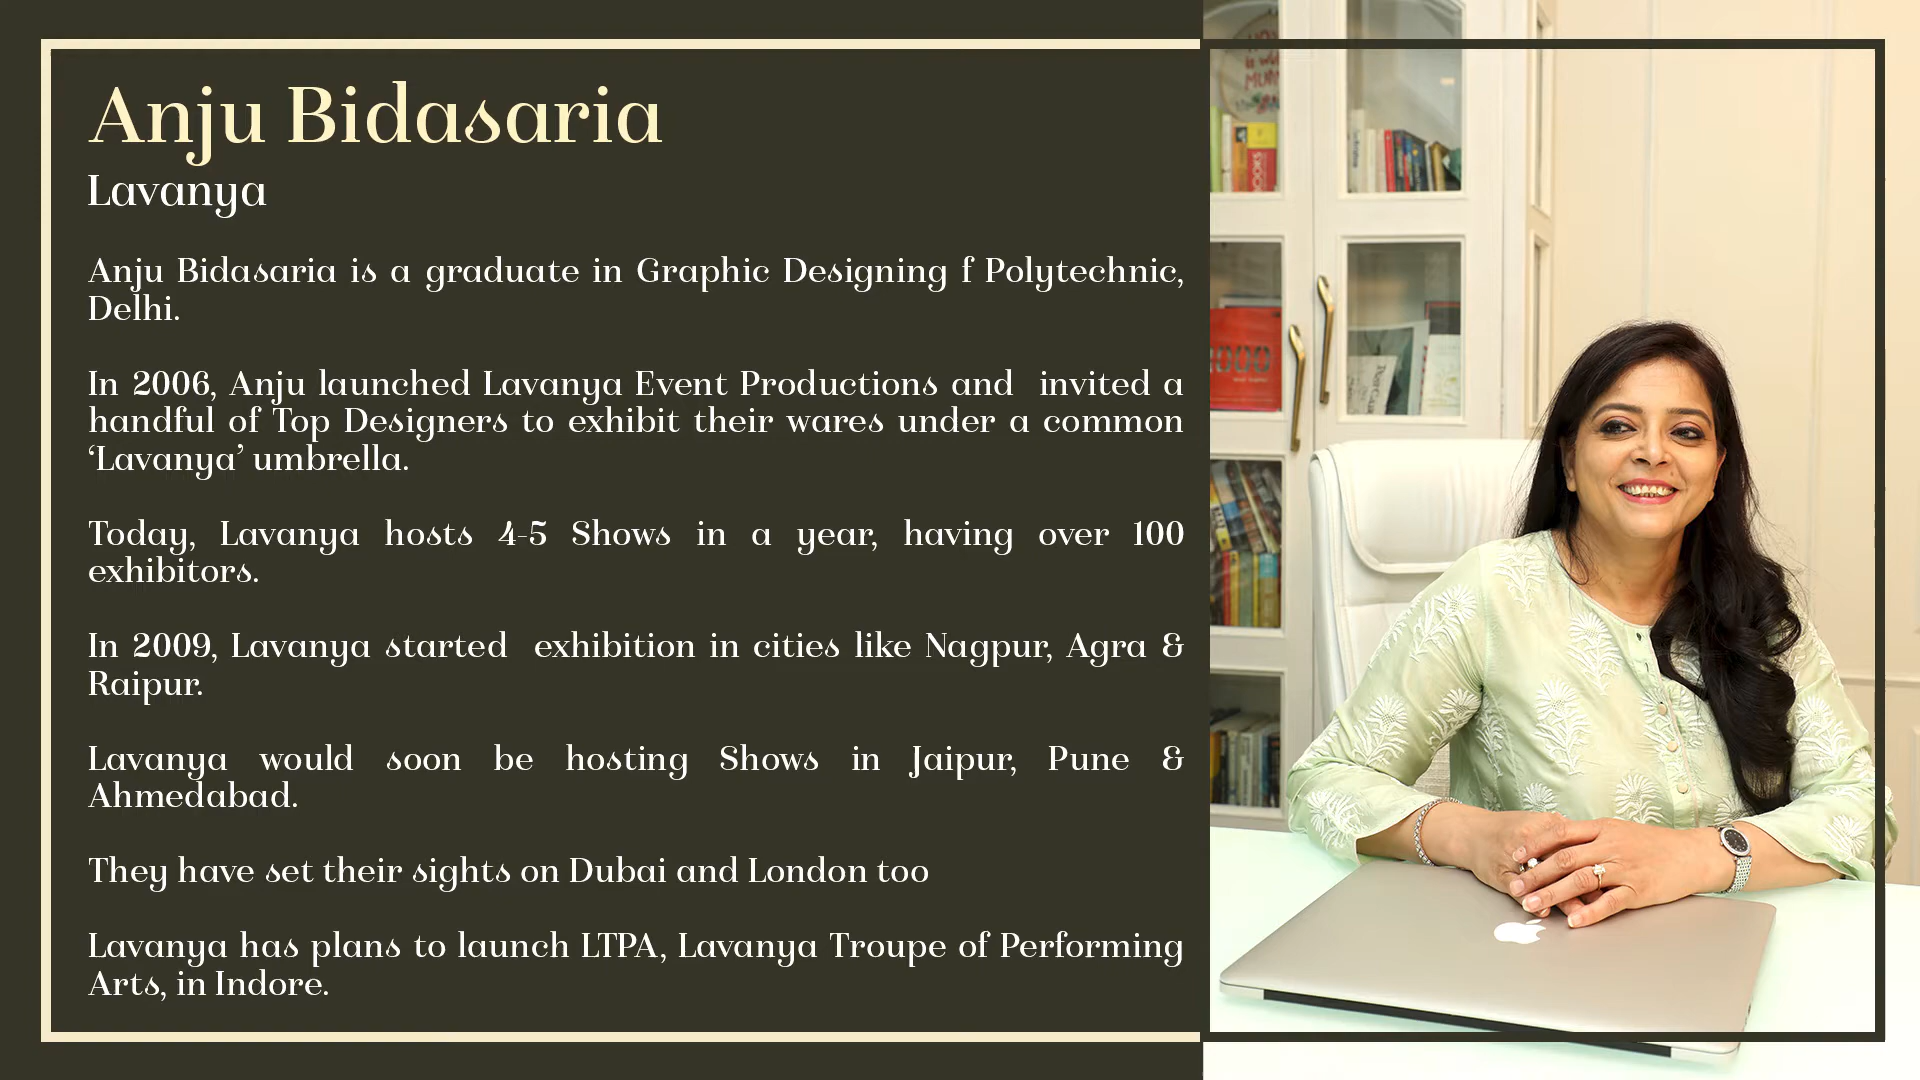 Anju Bidasaria
Lavanya
Anju Bidasaria is a graduate in Graphic Designing f Polytechnic,
Delhi.
In 2006, Anju launched Lavanya Event Productions and  invited a
handful of Top Designers to exhibit their wares under a common
‘Lavanya’ umbrella.
Today, Lavanya hosts 4-5 Shows in a year, having over 100
exhibitors.
In 2009, Lavanya started  exhibition in cities like Nagpur, Agra &
Raipur.
Lavanya would soon be hosting Shows in Jaipur, Pune &
Ahmedabad.
They have set their sights on Dubai and London too
Lavanya has plans to launch LTPA, Lavanya Troupe of Performing
Arts, in Indore.